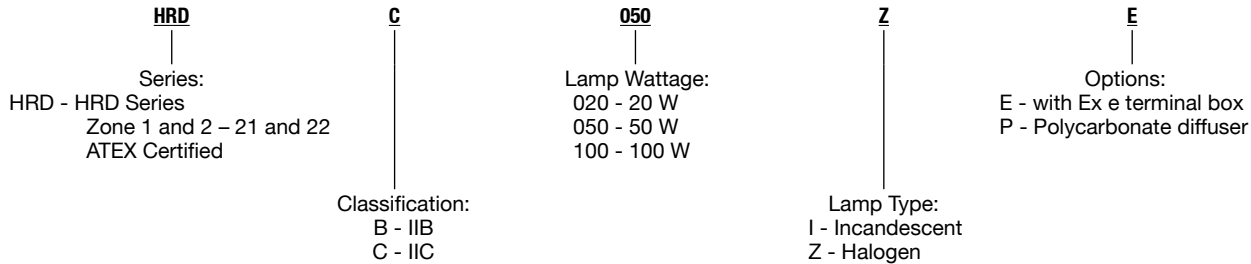 HRD C 050 Z E
Series:
HRD - HRD Series
Zone 1 and 2 – 21 and 22
ATEX Certified
Classification:
B - IIB
C - IIC
Lamp Wattage:
020 - 20 W
050 - 50 W
100 - 100 W
Lamp Type:
I - Incandescent
Z - Halogen
Options:
E - with Ex e terminal box
P - Polycarbonate diffuser